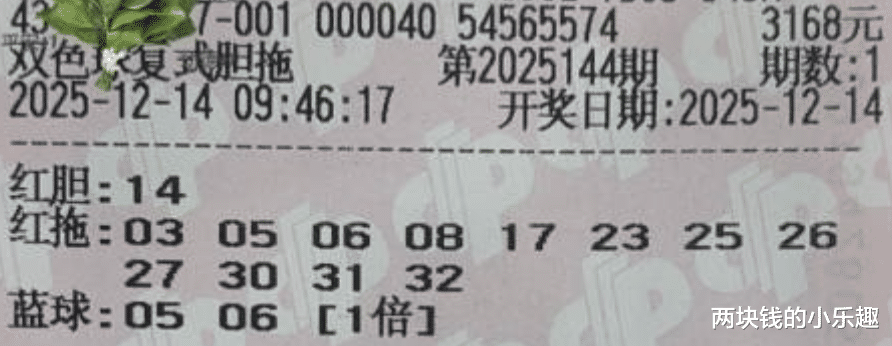 43 7-001 000040 54565574 3168元
双色球复式胆拖 第2025144期 期数:1
2025-12-14 09:46:17 开奖日期:2025-12-14
红胆:14
红拖:03 05 06 08 17 23 25 26
27 30 31 32
蓝球:05 06 [1倍]
两块钱的小乐趣